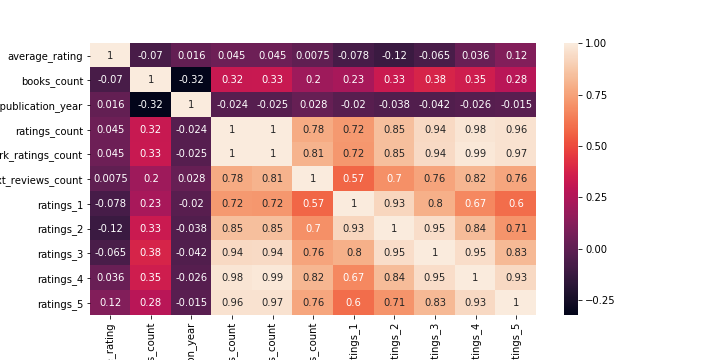 average_rating 1 -0.07 0.016 0.045 0.045 0.0075 -0.078 -0.12 -0.065 0.036 0.12
books_count -0.07 1 -0.32 0.32 0.33 0.2 0.23 0.33 0.38 0.35 0.28
publication_year 0.016 -0.32 1 -0.024 -0.025 0.028 -0.02 -0.038 -0.042 -0.026 -0.015
ratings_count 0.045 0.32 -0.024 1 1 0.78 0.72 0.85 0.94 0.98 0.96
rk_ratings_count 0.045 0.33 -0.025 1 1 0.81 0.72 0.85 0.94 0.99 0.97
xt_reviews_count 0.0075 0.2 0.028 0.78 0.81 1 0.57 0.7 0.76 0.82 0.76
ratings_1 -0.078 0.23 -0.02 0.72 0.72 0.57 1 0.93 0.8 0.67 0.6
ratings_2 -0.12 0.33 -0.038 0.85 0.85 0.7 0.93 1 0.95 0.84 0.71
ratings_3 -0.065 0.38 -0.042 0.94 0.94 0.76 0.8 0.95 1 0.95 0.83
ratings_4 0.036 0.35 -0.026 0.98 0.99 0.82 0.67 0.84 0.95 1 0.93
ratings_5 0.12 0.28 -0.015 0.96 0.97 0.76 0.6 0.71 0.83 0.93 1
_rating
s_count
on_year
s_count
s_count
s_count
tings_1
tings_2
tings_3
tings_4
tings_5
1.00
0.75
0.50
0.25
0.00
−0.25